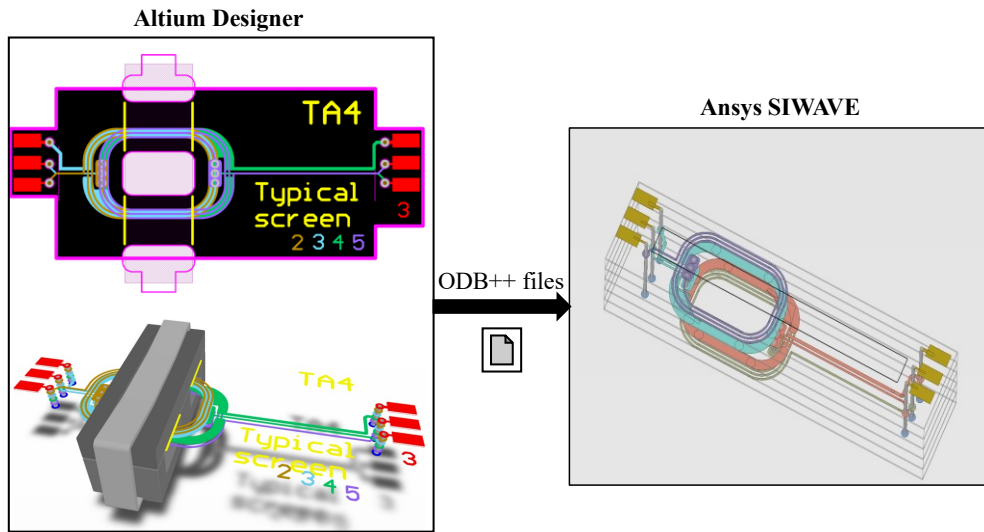 Altium Designer
TA4
Typical
screen
2 3 4 5
3
ODB++ files
Ansys SIWAVE
TA4
Typical
screen
2 3 4 5
3